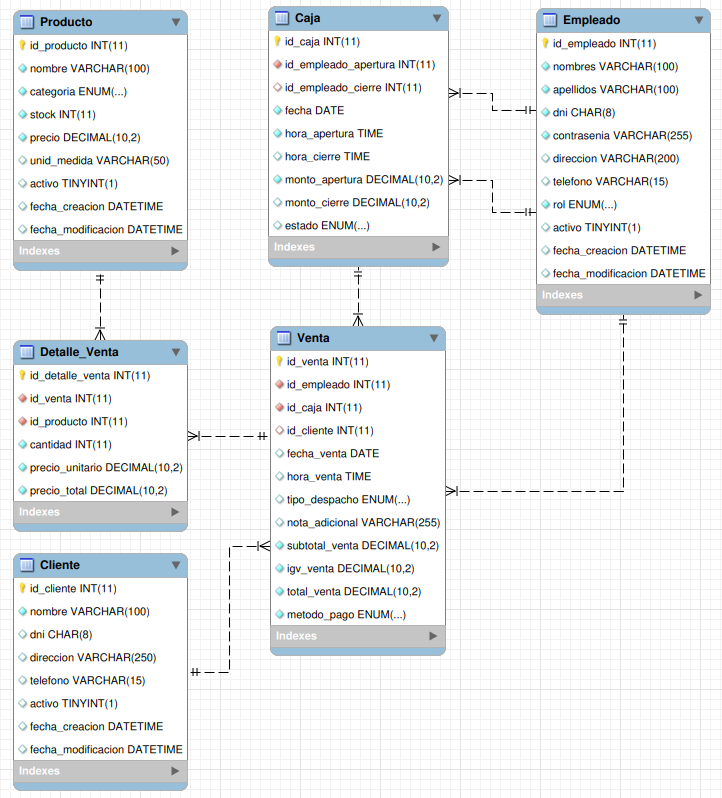 Producto
id_producto INT(11)
nombre VARCHAR(100)
categoria ENUM(...)
stock INT(11)
precio DECIMAL(10,2)
unid_medida VARCHAR(50)
activo TINYINT(1)
fecha_creacion DATETIME
fecha_modificacion DATETIME
Indexes
Caja
id_caja INT(11)
id_empleado_apertura INT(11)
id_empleado_cierre INT(11)
fecha DATE
hora_apertura TIME
hora_cierre TIME
monto_apertura DECIMAL(10,2)
monto_cierre DECIMAL(10,2)
estado ENUM(...)
Indexes
Empleado
id_empleado INT(11)
nombres VARCHAR(100)
apellidos VARCHAR(100)
dni CHAR(8)
contrasenia VARCHAR(255)
direccion VARCHAR(200)
telefono VARCHAR(15)
rol ENUM(...)
activo TINYINT(1)
fecha_creacion DATETIME
fecha_modificacion DATETIME
Indexes
Detalle_Venta
id_detalle_venta INT(11)
id_venta INT(11)
id_producto INT(11)
cantidad INT(11)
precio_unitario DECIMAL(10,2)
precio_total DECIMAL(10,2)
Indexes
Venta
id_venta INT(11)
id_empleado INT(11)
id_caja INT(11)
id_cliente INT(11)
fecha_venta DATE
hora_venta TIME
tipo_despacho ENUM(...)
nota_adicional VARCHAR(255)
subtotal_venta DECIMAL(10,2)
igv_venta DECIMAL(10,2)
total_venta DECIMAL(10,2)
metodo_pago ENUM(...)
Indexes
Cliente
id_cliente INT(11)
nombre VARCHAR(100)
dni CHAR(8)
direccion VARCHAR(250)
telefono VARCHAR(15)
activo TINYINT(1)
fecha_creacion DATETIME
fecha_modificacion DATETIME
Indexes